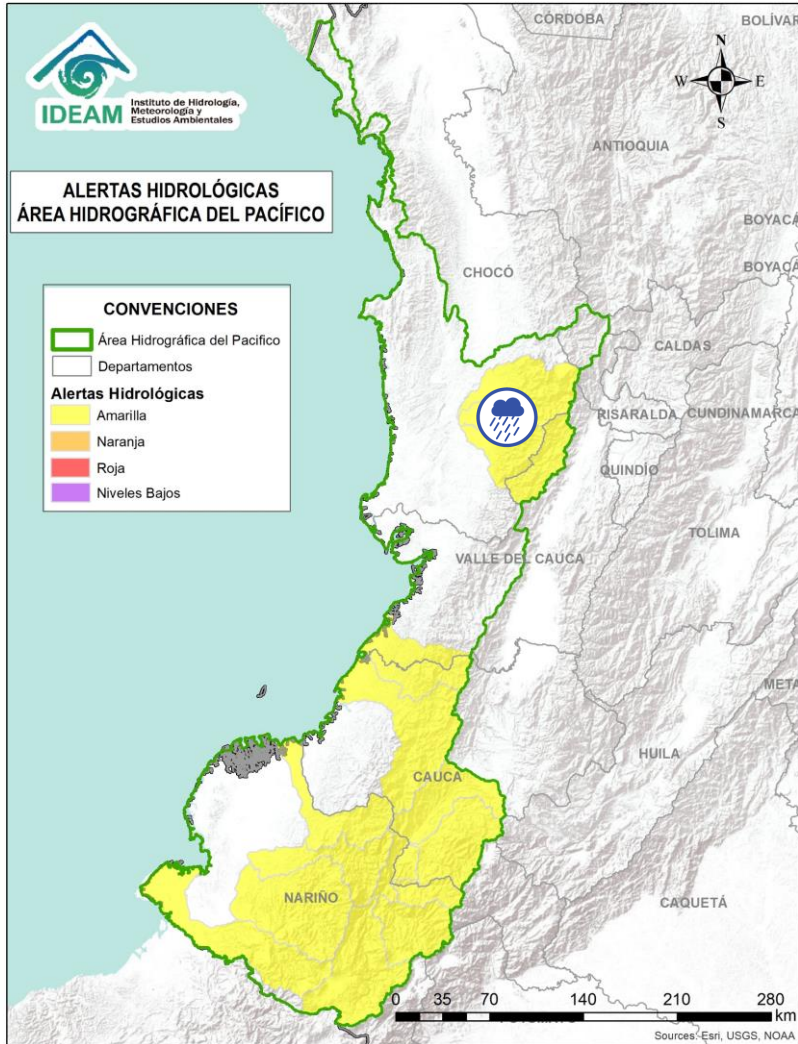 CÓRDOBA
BOLÍVAR
IDEAM
Instituto de Hidrología,
Meteorología y
Estudios Ambientales
N
W
E
S
ANTIOQUIA
ALERTAS HIDROLÓGICAS
ÁREA HIDROGRÁFICA DEL PACÍFICO
BOYACÁ
BOYACÁ
CHOCÓ
CONVENCIONES
Área Hidrográfica del Pacífico
Departamentos
Alertas Hidrológicas
Amarilla
Naranja
Roja
Niveles Bajos
CALDAS
RISARALDA
CUNDINAMARCA
QUINDÍO
TOLIMA
VALLE DEL CAUCA
META
HUILA
CAUCA
NARIÑO
CAQUETÁ
0 35 70 140 210 280
km
Sources: Esri, USGS, NOAA